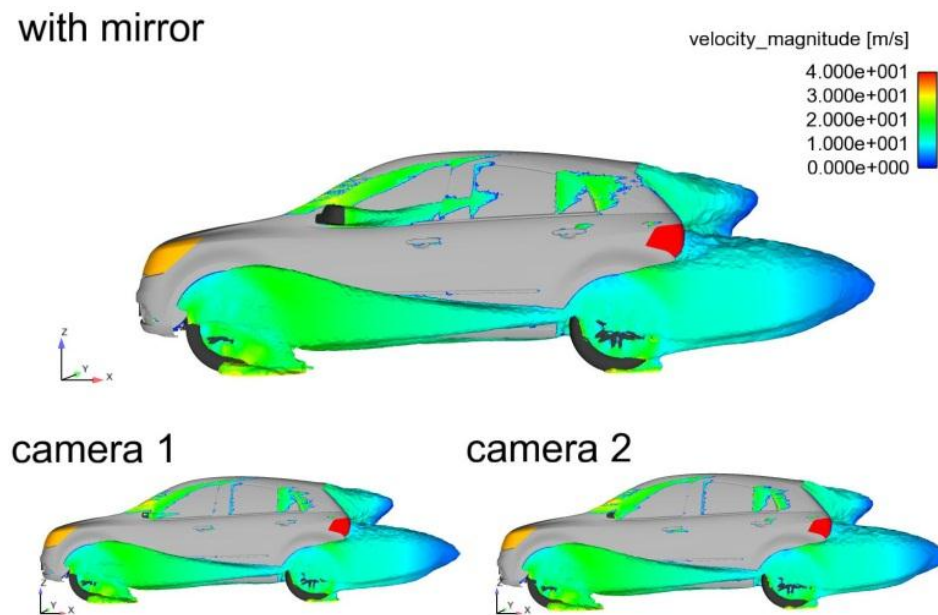 with mirror
velocity_magnitude [m/s]
4.000e+001
3.000e+001
2.000e+001
1.000e+001
0.000e+000
Z
Y
X
camera 1
camera 2
Z
Y
X
Z
Y
X